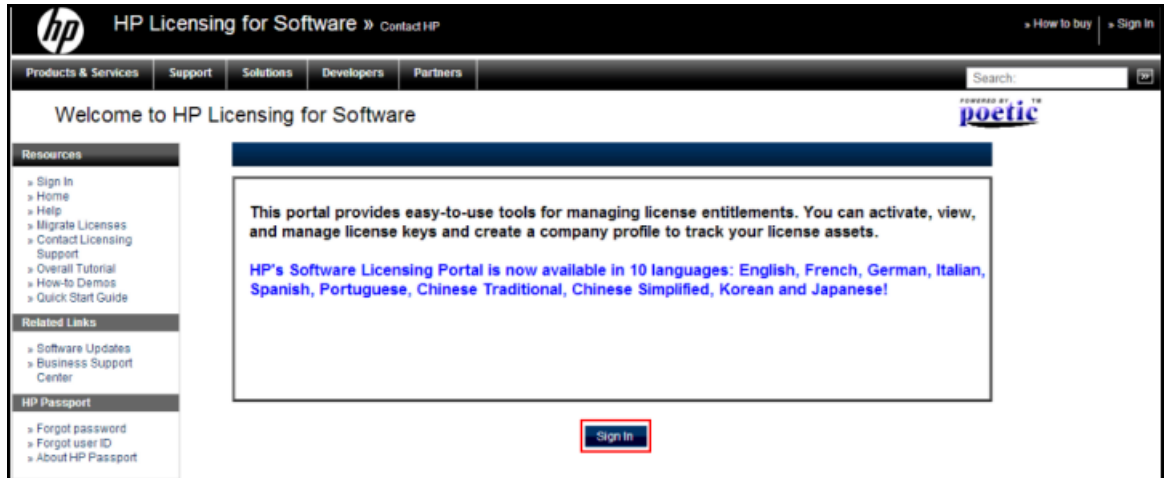 hp HP Licensing for Software » Contact HP » How to buy » Sign In
Products & Services Support Solutions Developers Partners Search:
Welcome to HP Licensing for Software
POWERED BY
poetic™
Resources
» Sign In
» Home
» Help
» Migrate Licenses
» Contact Licensing
Support
» Overall Tutorial
» How-to Demos
» Quick Start Guide
Related Links
» Software Updates
» Business Support
Center
HP Passport
» Forgot password
» Forgot user ID
» About HP Passport
This portal provides easy-to-use tools for managing license entitlements. You can activate, view,
and manage license keys and create a company profile to track your license assets.
HP's Software Licensing Portal is now available in 10 languages: English, French, German, Italian,
Spanish, Portuguese, Chinese Traditional, Chinese Simplified, Korean and Japanese!
Sign In